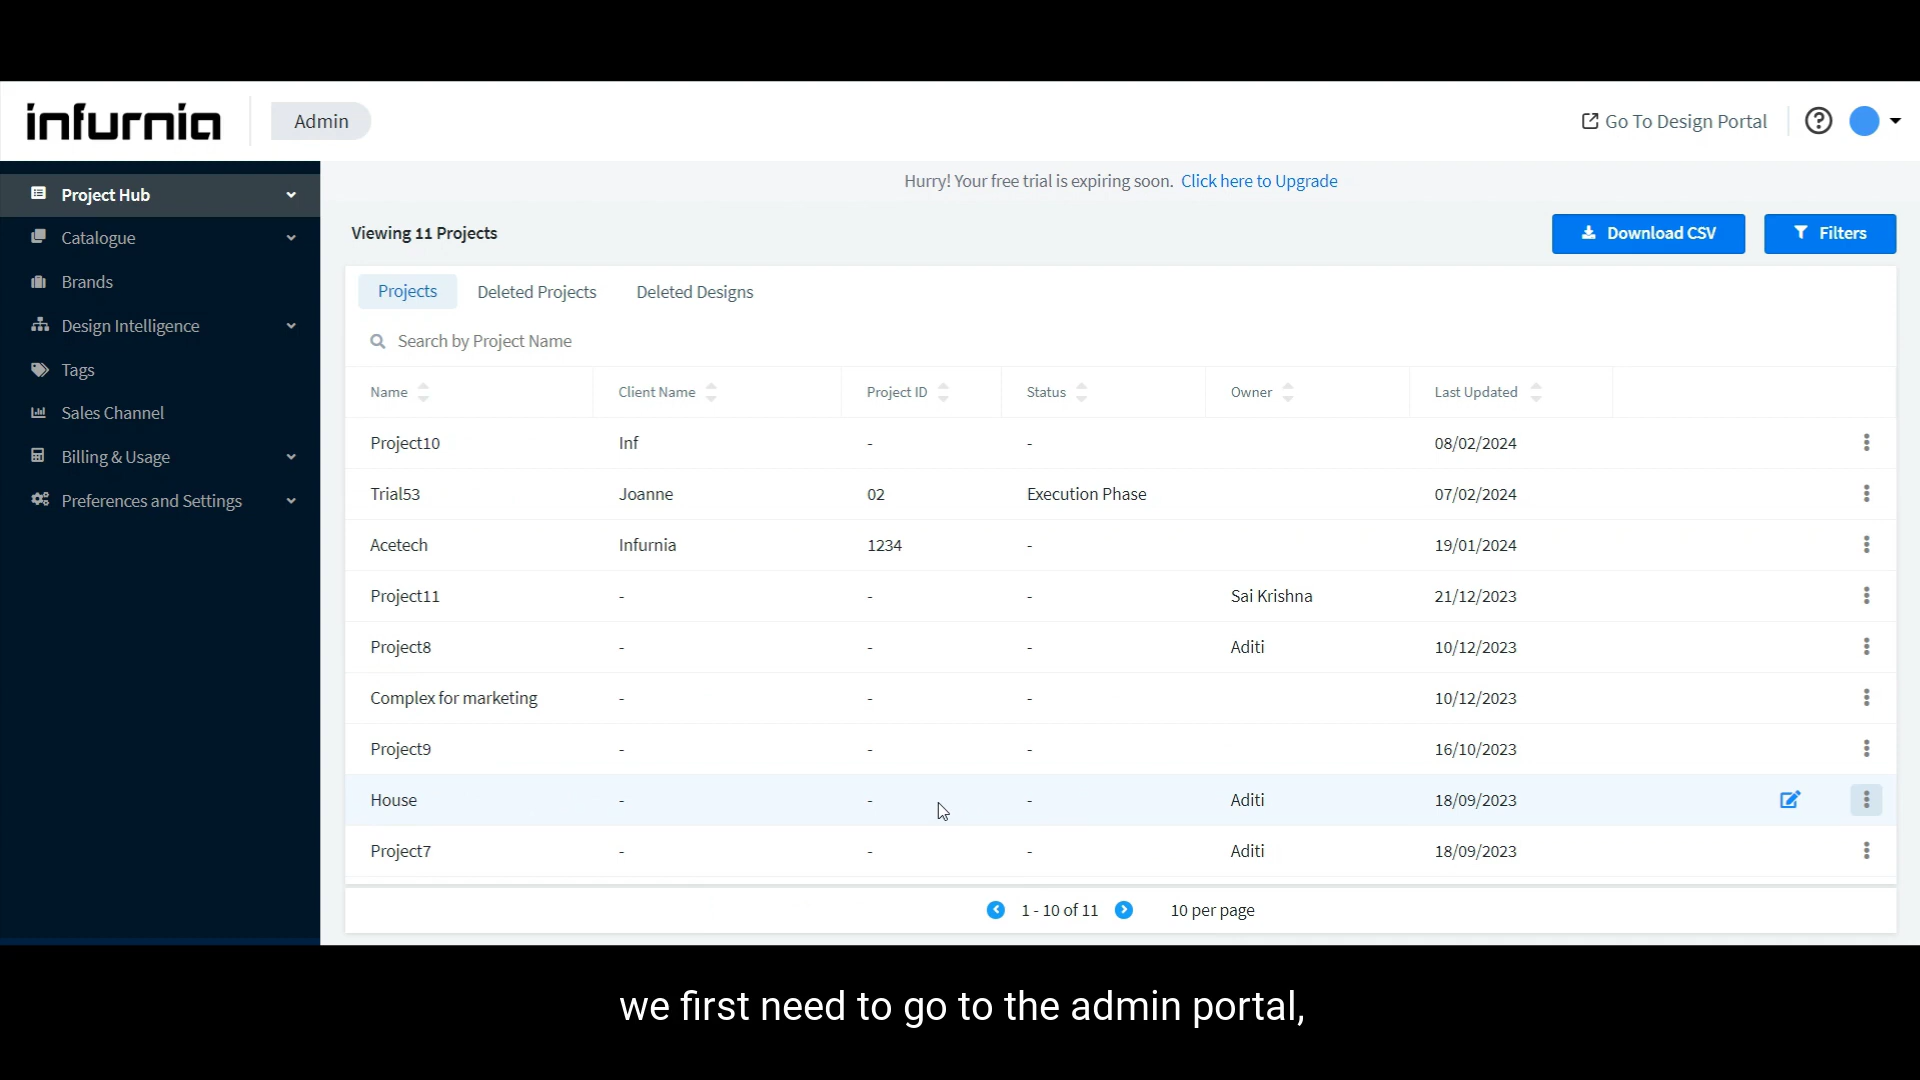 infurnia
Admin
Go To Design Portal
Project Hub
Catalogue
Brands
Design Intelligence
Tags
Sales Channel
Billing & Usage
Preferences and Settings
Hurry! Your free trial is expiring soon. Click here to Upgrade
Viewing 11 Projects
Download CSV
Filters
Projects Deleted Projects Deleted Designs
Search by Project Name
Name Client Name Project ID Status Owner Last Updated
Project10 Inf - - 08/02/2024
Trial53 Joanne 02 Execution Phase 07/02/2024
Acetech Infurnia 1234 - 19/01/2024
Project11 - - - Sai Krishna 21/12/2023
Project8 - - - Aditi 10/12/2023
Complex for marketing - - - 10/12/2023
Project9 - - - 16/10/2023
House - - - Aditi 18/09/2023
Project7 - - - Aditi 18/09/2023
1 - 10 of 11 10 per page
we first need to go to the admin portal,